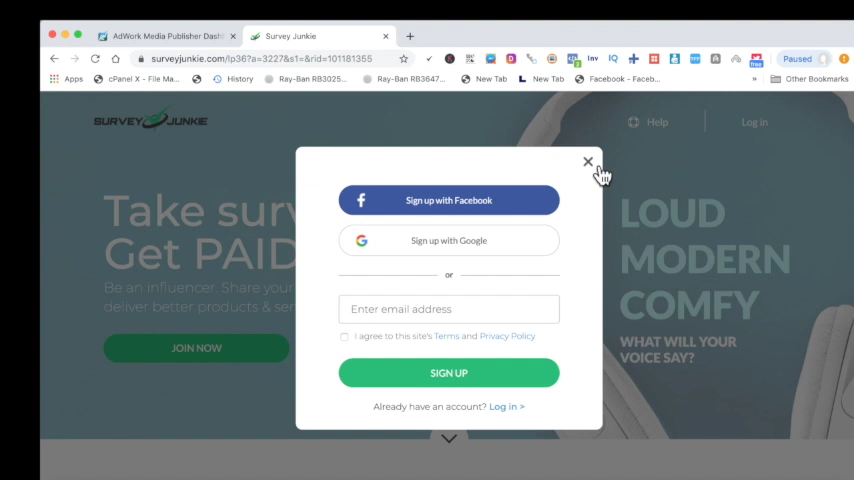 AdWork Media Publisher Dash
Survey Junkie
surveyjunkie.com/lp36?a=3227&s1=&rid=101181355
Inv
IQ
free
Paused
Apps
cPanel X - File Ma...
History
Ray-Ban RB3025...
Ray-Ban RB3647...
New Tab
New Tab
Facebook - Faceb...
»
Other Bookmarks
SURVEY JUNKIE
Help
Log in
Take surv
Get PAID
Be an influencer. Share your
deliver better products & ser
JOIN NOW
Sign up with Facebook
Sign up with Google
or
Enter email address
I agree to this site's Terms and Privacy Policy
SIGN UP
Already have an account? Log in >
LOUD
MODERN
COMFY
WHAT WILL YOUR
VOICE SAY?